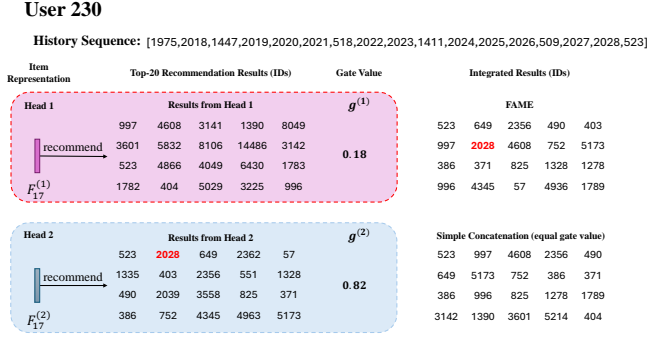 User 230
History Sequence: [1975,2018,1447,2019,2020,2021,518,2022,2023,1411,2024,2025,2026,509,2027,2028,523]
Item Representation
Top-20 Recommendation Results (IDs)
Gate Value
Integrated Results (IDs)
Head 1
Results from Head 1
g^(1)
997 4608 3141 1390 8049
3601 5832 8106 14486 3142
523 4866 4049 6430 1783
1782 404 5029 3225 996
recommend
F_17^(1)
0.18
FAME
523 649 2356 490 403
997 2028 4608 752 5173
386 371 825 1328 1278
996 4345 57 4936 1789
Head 2
Results from Head 2
g^(2)
523 2028 649 2362 57
1335 403 2356 551 1328
490 2039 3558 825 371
386 752 4345 4963 5173
recommend
F_17^(2)
0.82
Simple Concatenation (equal gate value)
523 997 4608 2356 490
649 5173 752 386 371
386 996 825 1278 1789
3142 1390 3601 5214 404